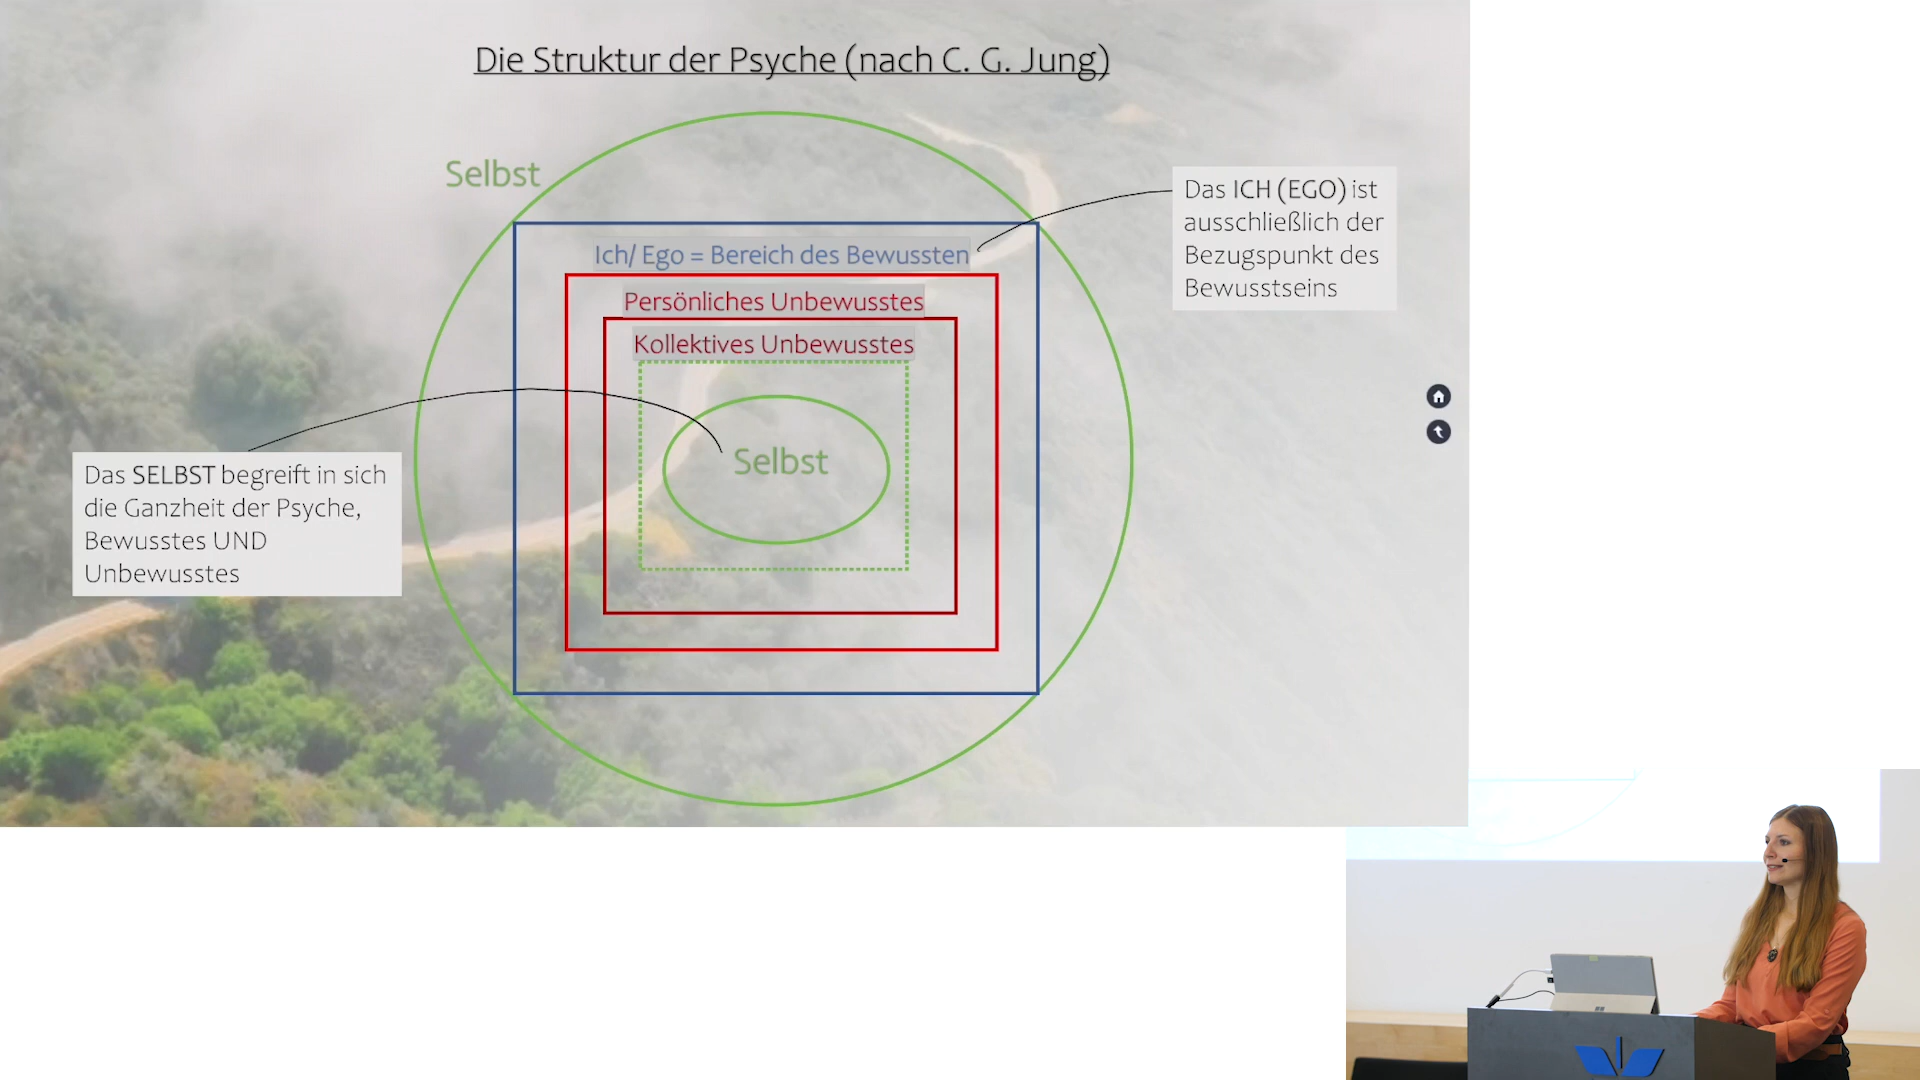 Die Struktur der Psyche (nach C. G. Jung)
Selbst
Das ICH (EGO) ist
ausschließlich der
Bezugspunkt des
Bewusstseins
Ich/ Ego = Bereich des Bewussten
Persönliches Unbewusstes
Kollektives Unbewusstes
Selbst
Das SELBST begreift in sich
die Ganzheit der Psyche,
Bewusstes UND
Unbewusstes